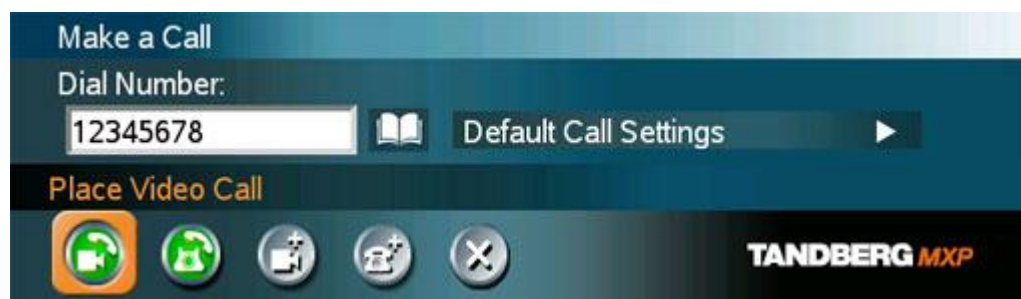 Make a Call
Dial Number:
12345678 Default Call Settings
Place Video Call
TANDBERG MXP